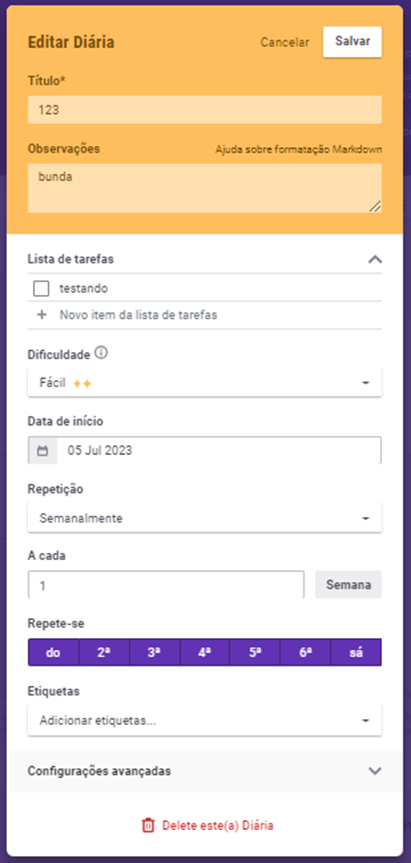 Editar Diária Cancelar Salvar
Título*
123
Observações Ajuda sobre formatação Markdown
bunda
Lista de tarefas
testando
+ Novo item da lista de tarefas
Dificuldade
Fácil
Data de início
05 Jul 2023
Repetição
Semanalmente
A cada
1 Semana
Repete-se
do 2ª 3ª 4ª 5ª 6ª sá
Etiquetas
Adicionar etiquetas...
Configurações avançadas
Delete este(a) Diária